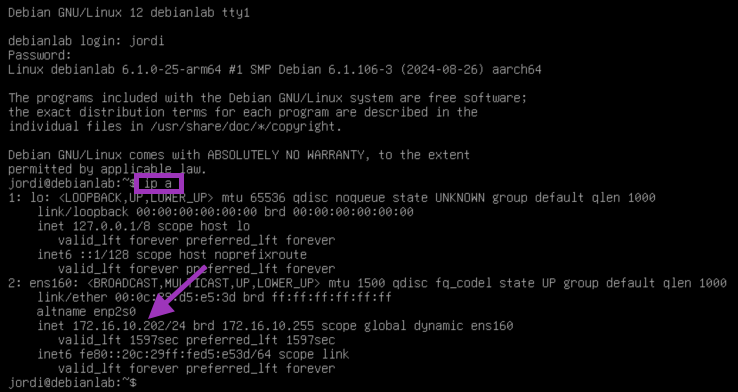 Debian GNU/Linux 12 debianlab tty1
debianlab login: jordi
Password:
Linux debianlab 6.1.0-25-arm64 #1 SMP Debian 6.1.106-3 (2024-08-26) aarch64
The programs included with the Debian GNU/Linux system are free software;
the exact distribution terms for each program are described in the
individual files in /usr/share/doc/*/copyright.
Debian GNU/Linux comes with ABSOLUTELY NO WARRANTY, to the extent
permitted by applicable law.
jordi@debianlab:~$ ip a
1: lo: <LOOPBACK,UP,LOWER_UP> mtu 65536 qdisc noqueue state UNKNOWN group default qlen 1000
link/loopback 00:00:00:00:00:00 brd 00:00:00:00:00:00
inet 127.0.0.1/8 scope host lo
valid_lft forever preferred_lft forever
inet6 ::1/128 scope host noprefixroute
valid_lft forever preferred_lft forever
2: ens160: <BROADCAST,MULTICAST,UP,LOWER_UP> mtu 1500 qdisc fq_codel state UP group default qlen 1000
link/ether 00:0c:29:d5:e5:3d brd ff:ff:ff:ff:ff:ff
altname enp2s0
inet 172.16.10.202/24 brd 172.16.10.255 scope global dynamic ens160
valid_lft 1597sec preferred_lft 1597sec
inet6 fe80::20c:29ff:fed5:e53d/64 scope link
valid_lft forever preferred_lft forever
jordi@debianlab:~$